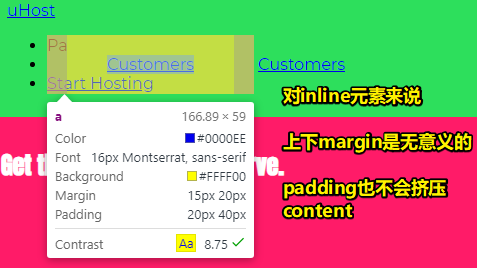 uHost
Pa
Customers Customers
Start Hosting
对inline元素来说
a 166.89 × 59
Color #0000EE
上下margin是无意义的
Font 16px Montserrat, sans-serif
Get th rve.
Background #FFFF00
Margin 15px 20px
padding也不会挤压
Padding 20px 40px
content
Contrast Aa 8.75